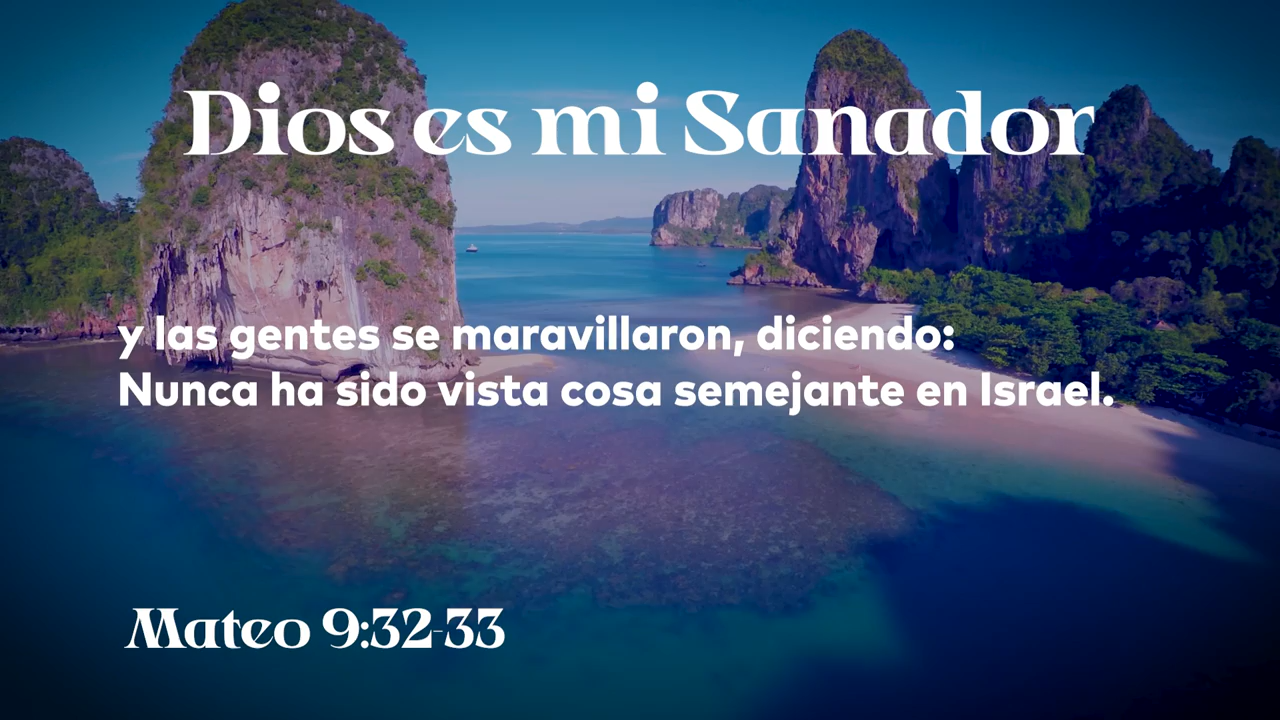 Dios es mi Sanador
y las gentes se maravillaron, diciendo:
Nunca ha sido vista cosa semejante en Israel.
Mateo 9:32-33